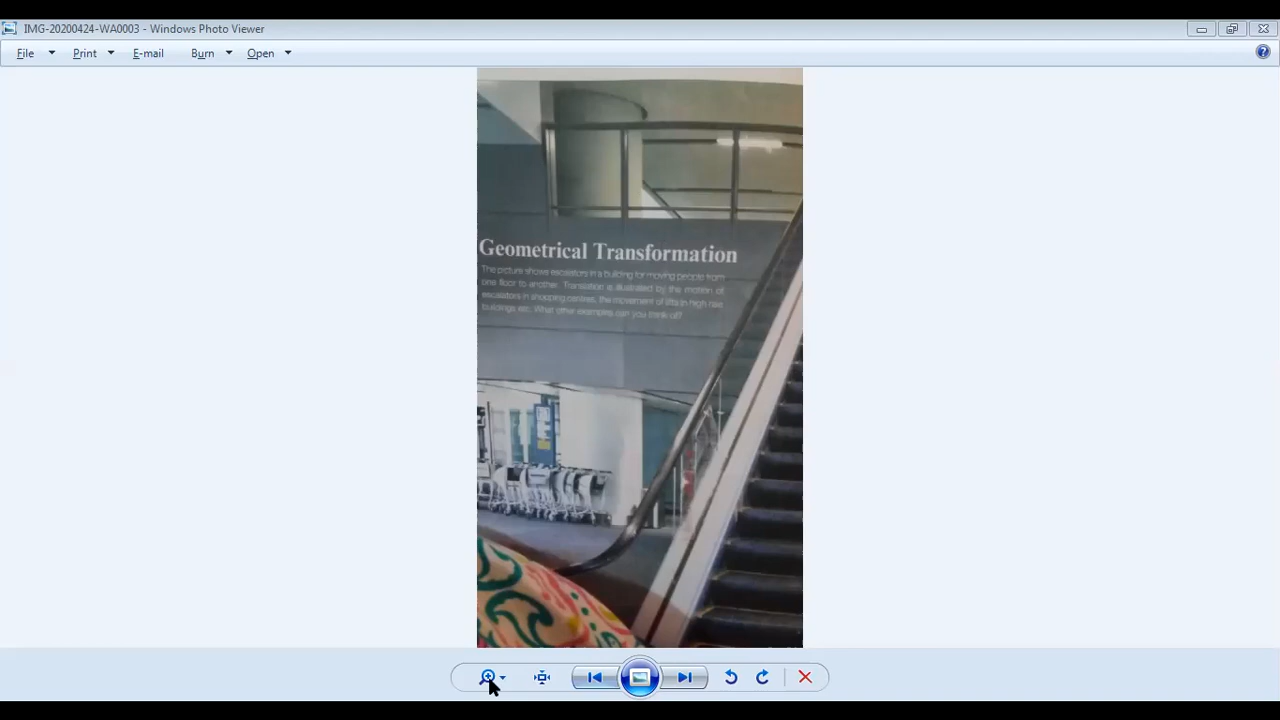 IMG-20200424-WA0003 - Windows Photo Viewer
File Print E-mail Burn Open
Geometrical Transformation
The picture shows escalators in a building for moving people from
one floor to another. Translation is illustrated by the motion of
escalators in shopping centres, the movement of lifts in high rise
buildings etc. What other examples can you think of?